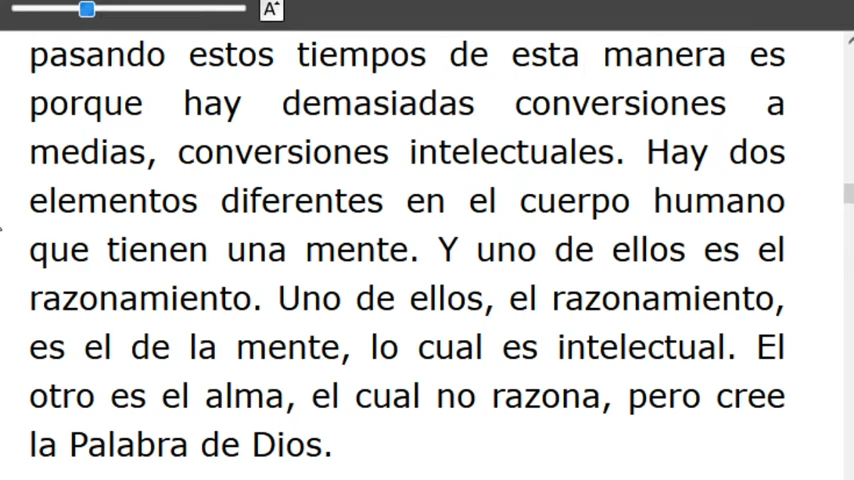 A
pasando estos tiempos de esta manera es
porque hay demasiadas conversiones a
medias, conversiones intelectuales. Hay dos
elementos diferentes en el cuerpo humano
que tienen una mente. Y uno de ellos es el
razonamiento. Uno de ellos, el razonamiento,
es el de la mente, lo cual es intelectual. El
otro es el alma, el cual no razona, pero cree
la Palabra de Dios.